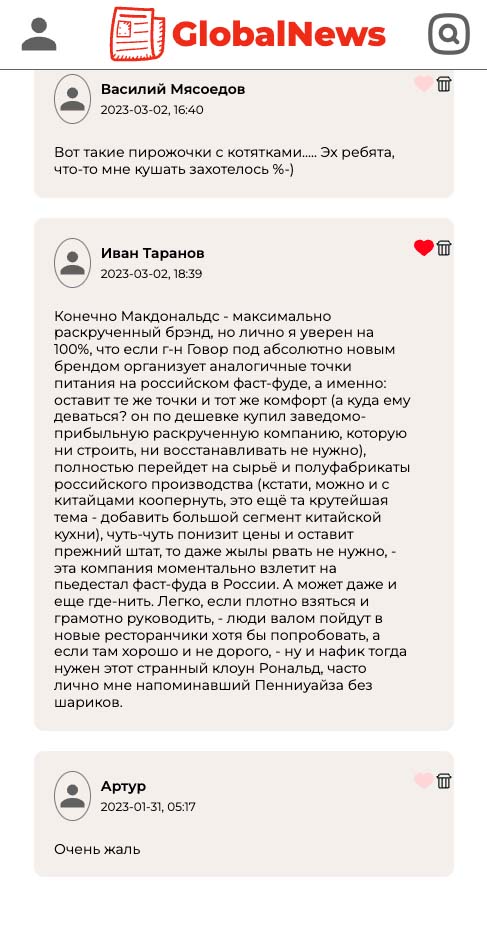 GlobalNews
Василий Мясоедов
2023-03-02, 16:40
Вот такие пирожочки с котятками..... Эх ребята,
что-то мне кушать захотелось %-)
Иван Таранов
2023-03-02, 18:39
Конечно Макдональдс - максимально
раскрученный брэнд, но лично я уверен на
100%, что если г-н Говор под абсолютно новым
брендом организует аналогичные точки
питания на российском фаст-фуде, а именно:
оставит те же точки и тот же комфорт (а куда ему
деваться? он по дешевке купил заведомо-
прибыльную раскрученную компанию, которую
ни строить, ни восстанавливать не нужно),
полностью перейдет на сырьё и полуфабрикаты
российского производства (кстати, можно и с
китайцами коопернуть, это ещё та крутейшая
тема - добавить большой сегмент китайской
кухни), чуть-чуть понизит цены и оставит
прежний штат, то даже жылы рвать не нужно, -
эта компания моментально взлетит на
пьедестал фаст-фуда в России. А может даже и
еще где-нить. Легко, если плотно взяться и
грамотно руководить, - люди валом пойдут в
новые ресторанчики хотя бы попробовать, а
если там хорошо и не дорого, - ну и нафик тогда
нужен этот странный клоун Рональд, часто
лично мне напоминавший Пенниуайза без
шариков.
Артур
2023-01-31, 05:17
Очень жаль